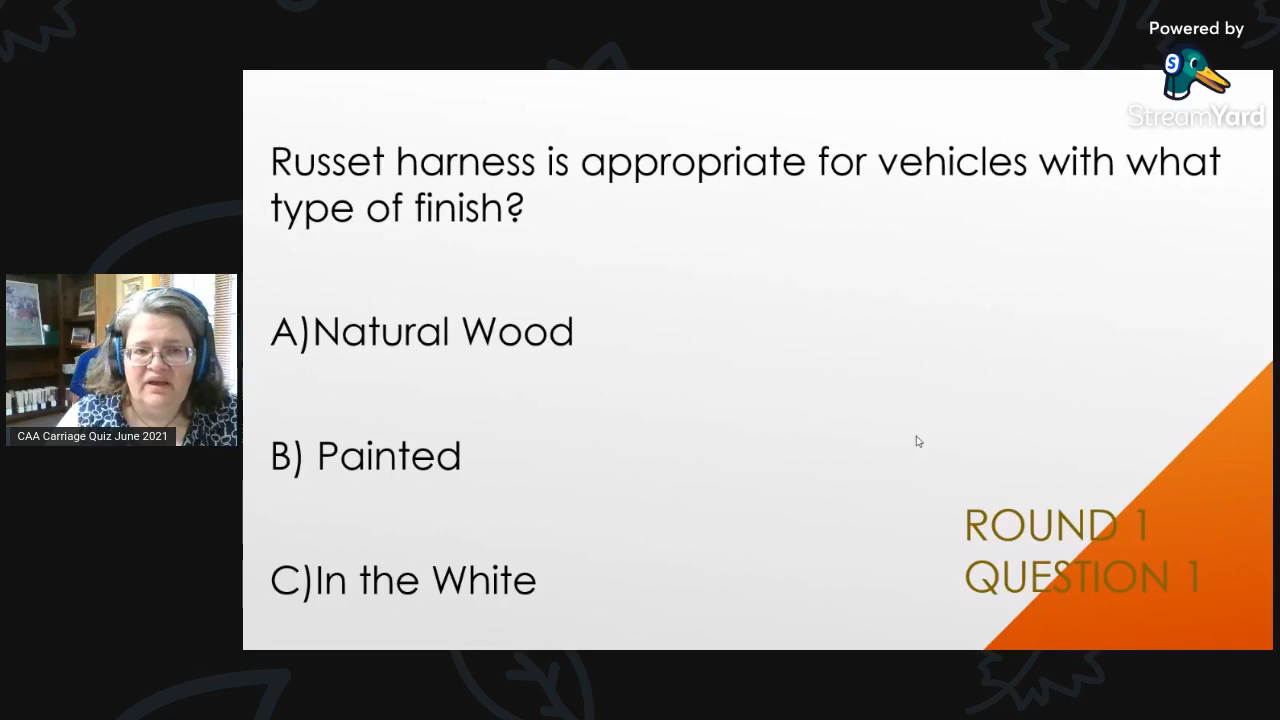 Powered by
StreamYard
Russet harness is appropriate for vehicles with what
type of finish?
A)Natural Wood
B) Painted
C)In the White
ROUND 1
QUESTION 1
CAA Carriage Quiz June 2021